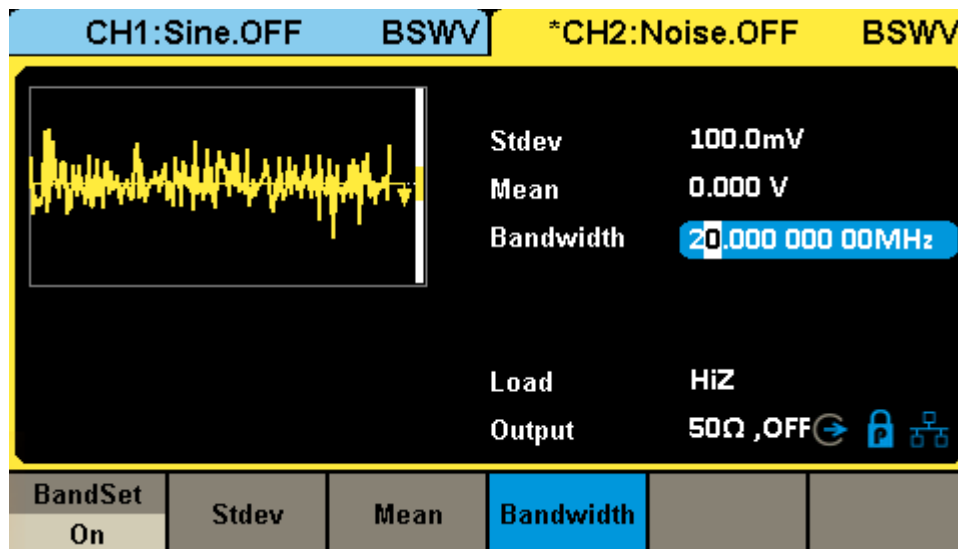 CH1:Sine.OFF BSWV *CH2:Noise.OFF BSWV
Stdev 100.0mV
Mean 0.000 V
Bandwidth 20.000 000 00MHz
Load HiZ
Output 50Ω ,OFF P
BandSet
On
Stdev Mean Bandwidth